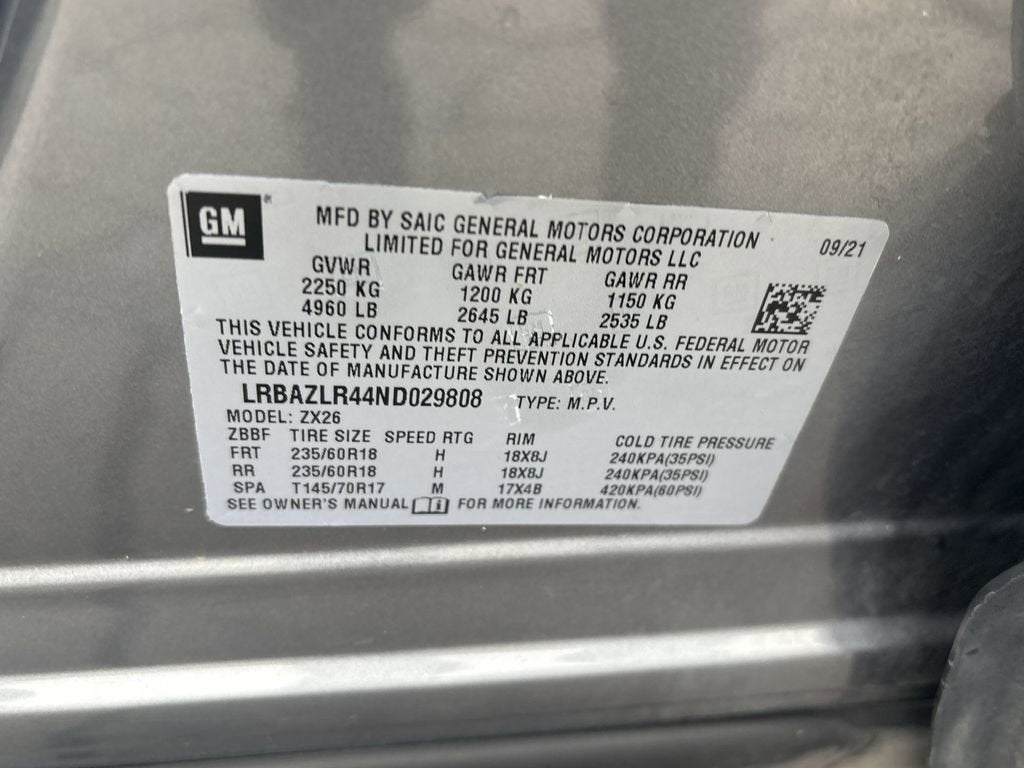 GM
MFD BY SAIC GENERAL MOTORS CORPORATION
LIMITED FOR GENERAL MOTORS LLC
09/21
GVWR GAWR FRT GAWR RR
2250 KG 1200 KG 1150 KG
4960 LB 2645 LB 2535 LB
THIS VEHICLE CONFORMS TO ALL APPLICABLE U.S. FEDERAL MOTOR
VEHICLE SAFETY AND THEFT PREVENTION STANDARDS IN EFFECT ON
THE DATE OF MANUFACTURE SHOWN ABOVE.
LRBAZLR44ND029808 TYPE: M.P.V.
MODEL: ZX26
ZBBF TIRE SIZE SPEED RTG RIM COLD TIRE PRESSURE
FRT 235/60R18 H 18X8J 240KPA(35PSI)
RR 235/60R18 H 18X8J 240KPA(35PSI)
SPA T145/70R17 M 17X4B 420KPA(60PSI)
SEE OWNER'S MANUAL FOR MORE INFORMATION.